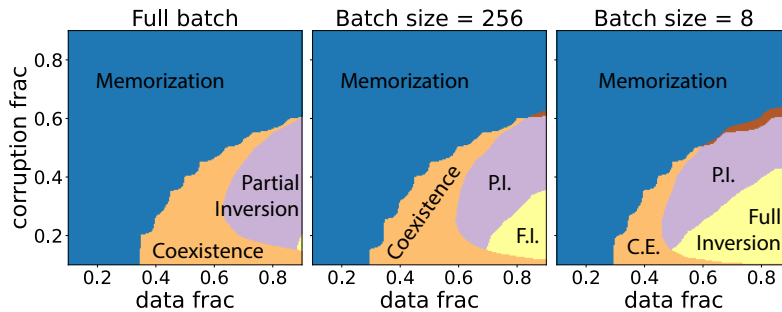 Full batch
Batch size = 256
Batch size = 8
corruption frac
0.8
0.6
0.4
0.2
Memorization
Partial
Inversion
Coexistence
0.2
0.4
0.6
0.8
data frac
Memorization
Coexistence
P.I.
F.I.
0.2
0.4
0.6
0.8
data frac
Memorization
P.I.
Full
Inversion
C.E.
0.2
0.4
0.6
0.8
data frac